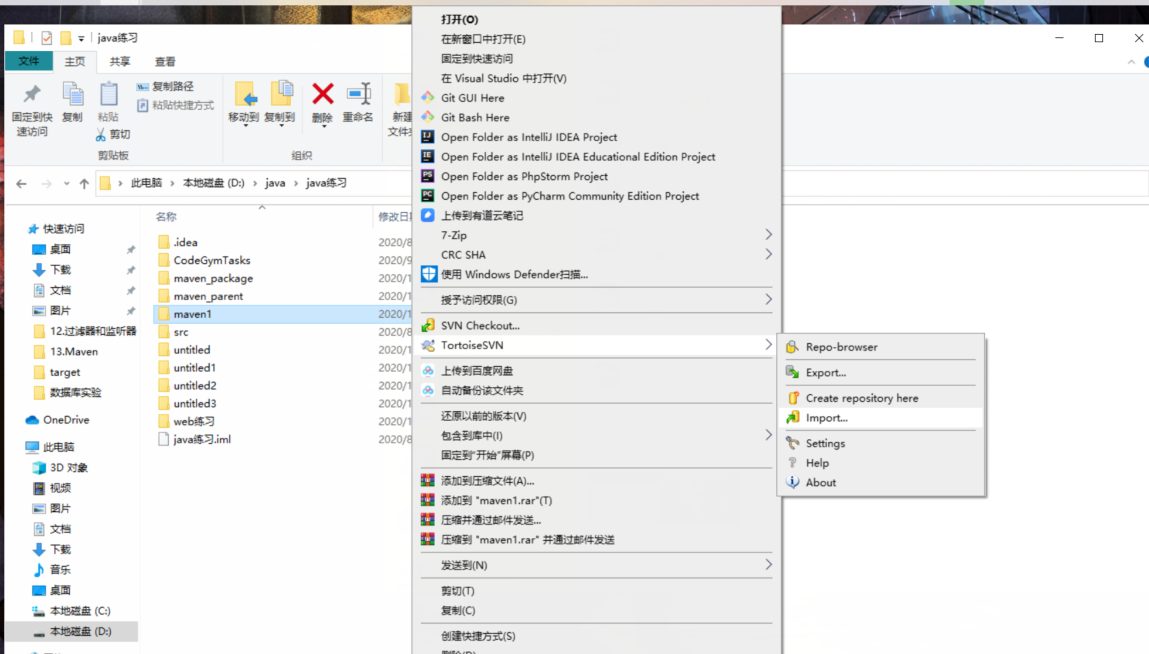 java练习
文件 主页 共享 查看
固定到快速访问
复制
粘贴
复制路径
粘贴快捷方式
剪切
剪贴板
移动到
复制到
删除
重命名
组织
新建
← → ↑ › 此电脑 › 本地磁盘 (D:) › java › java练习
快速访问
桌面
下载
文档
图片
12.过滤器和监听器
13.Maven
target
数据库实验
OneDrive
此电脑
3D 对象
视频
图片
文档
下载
音乐
桌面
本地磁盘 (C:)
本地磁盘 (D:)
名称 修改日期
.idea 2020/8
CodeGymTasks 2020/9
maven_package 2020/1
maven_parent 2020/1
maven1 2020/1
src 2020/8
untitled 2020/1
untitled1 2020/1
untitled2 2020/1
untitled3 2020/1
web练习 2020/1
java练习.iml 2020/8
打开(O)
在新窗口中打开(E)
固定到快速访问
在 Visual Studio 中打开(V)
Git GUI Here
Git Bash Here
Open Folder as IntelliJ IDEA Project
Open Folder as IntelliJ IDEA Educational Edition Project
Open Folder as PhpStorm Project
Open Folder as PyCharm Community Edition Project
上传到有道云笔记
7-Zip
CRC SHA
使用 Windows Defender扫描...
授予访问权限(G)
SVN Checkout...
TortoiseSVN
上传到百度网盘
自动备份该文件夹
还原以前的版本(V)
包含到库中(I)
固定到"开始"屏幕(P)
添加到压缩文件(A)...
添加到 "maven1.rar"(T)
压缩并通过邮件发送...
压缩到 "maven1.rar" 并通过邮件发送
发送到(N)
剪切(T)
复制(C)
创建快捷方式(S)
Repo-browser
Export...
Create repository here
Import...
Settings
Help
About